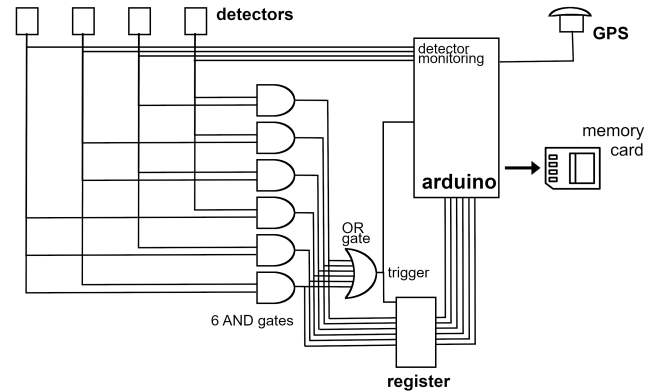 detectors
GPS
detector
monitoring
memory
card
arduino
OR
gate
trigger
6 AND gates
register